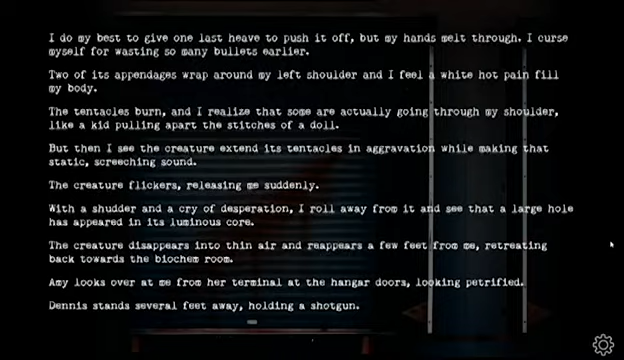 I do my best to give one last heave to push it off, but my hands melt through. I curse
myself for wasting so many bullets earlier.
Two of its appendages wrap around my left shoulder and I feel a white hot pain fill
my body.
The tentacles burn, and I realize that some are actually going through my shoulder,
like a kid pulling apart the stitches of a doll.
But then I see the creature extend its tentacles in aggravation while making that
static, screeching sound.
The creature flickers, releasing me suddenly.
With a shudder and a cry of desperation, I roll away from it and see that a large hole
has appeared in its luminous core.
The creature disappears into thin air and reappears a few feet from me, retreating
back towards the biochem room.
Amy looks over at me from her terminal at the hangar doors, looking petrified.
Dennis stands several feet away, holding a shotgun.